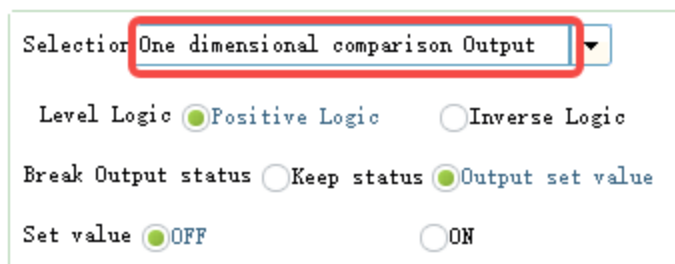 Selection One dimensional comparison Output
Level Logic Positive Logic Inverse Logic
Break Output status Keep status Output set value
Set value OFF ON